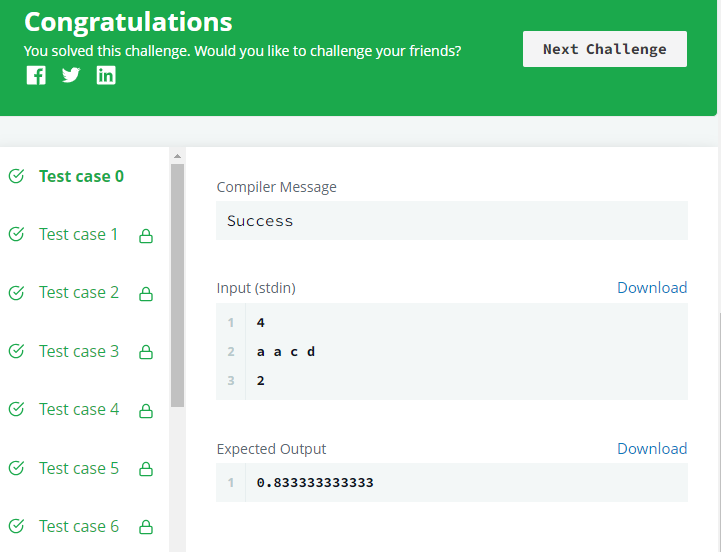 Congratulations
You solved this challenge. Would you like to challenge your friends?
Next Challenge
Test case 0
Test case 1
Test case 2
Test case 3
Test case 4
Test case 5
Test case 6
Compiler Message
Success
Input (stdin)
Download
1 4
2 a a c d
3 2
Expected Output
Download
1 0.833333333333